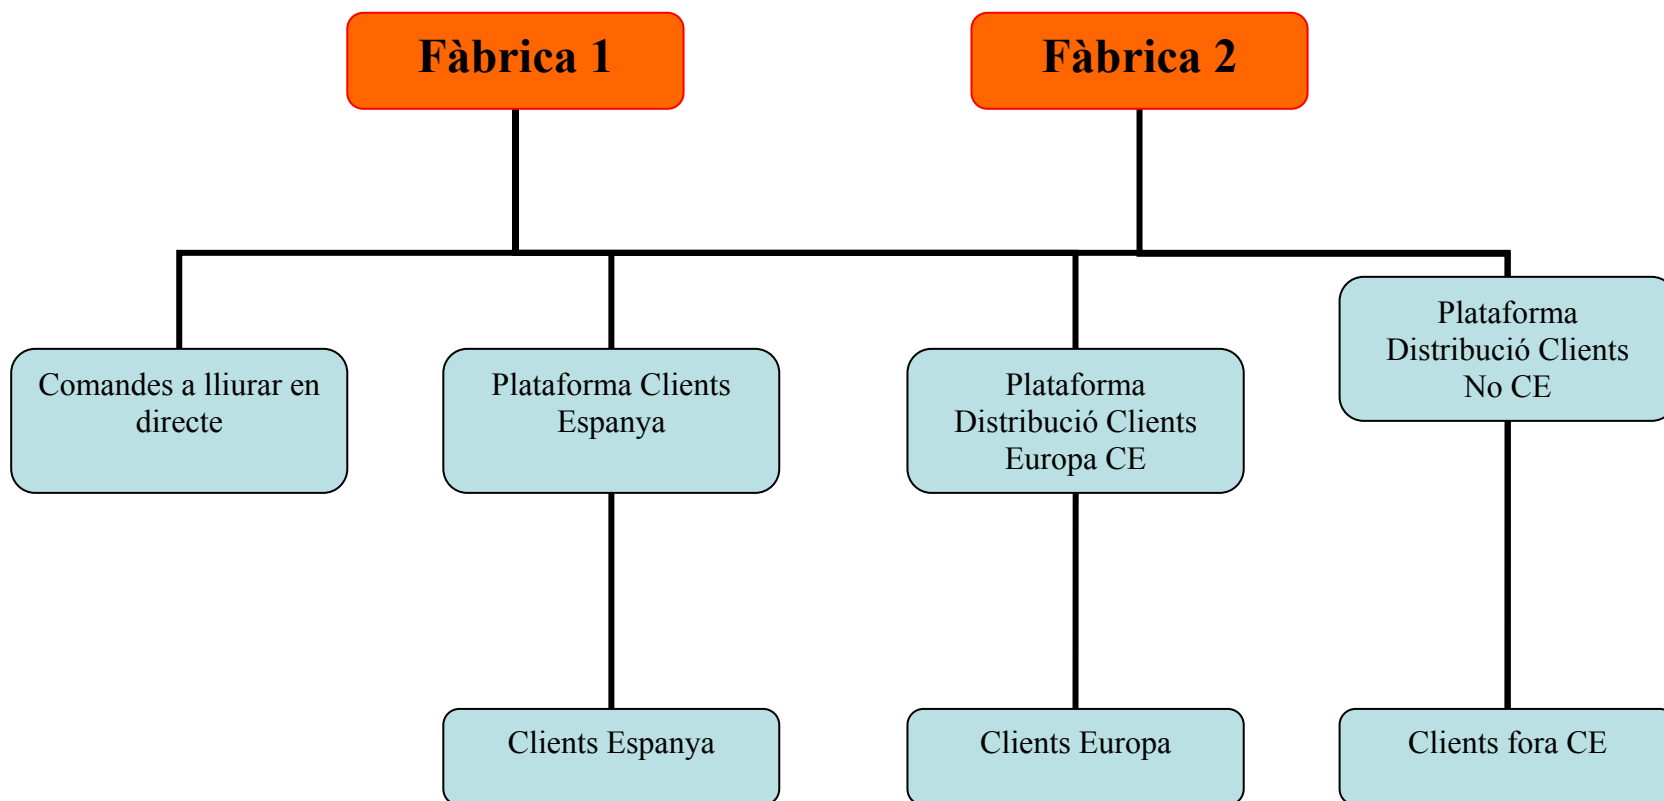 Fàbrica 1
Fàbrica 2
Comandes a lliurar en
directe
Plataforma Clients
Espanya
Plataforma
Distribució Clients
Europa CE
Plataforma
Distribució Clients
No CE
Clients Espanya
Clients Europa
Clients fora CE